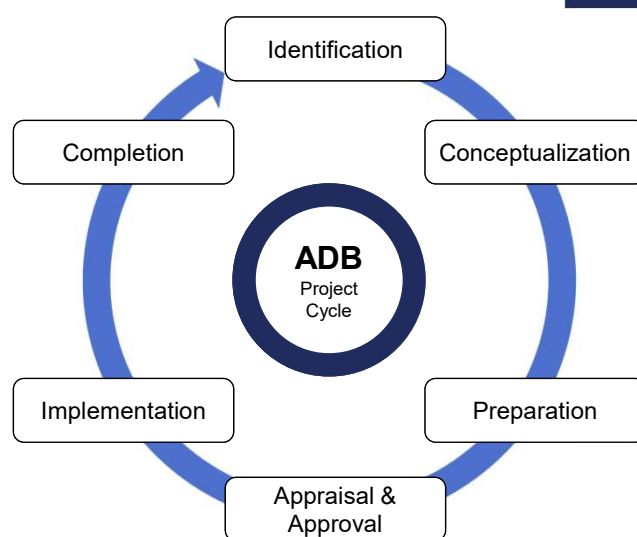 Identification
Completion
Conceptualization
ADB
Project
Cycle
Implementation
Preparation
Appraisal &
Approval